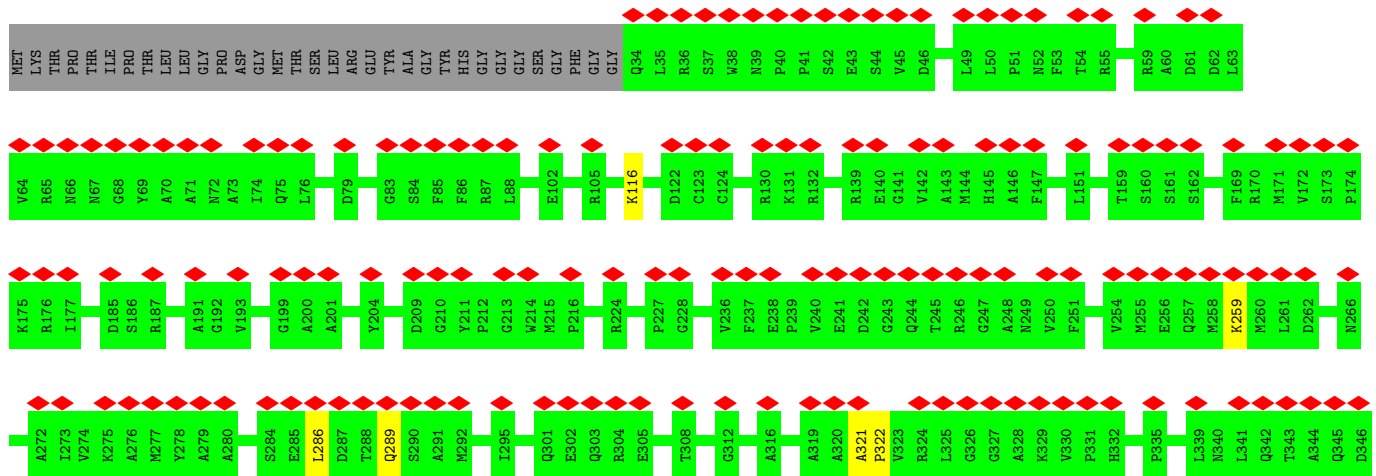 MET LYS THR PRO THR ILE PRO THR LEU LEU GLY PRO ASP GLY MET THR SER LEU ARG GLU TYR ALA GLY TYR HIS GLY GLY GLY SER GLY PHE GLY GLY Q34 L35 R36 S37 W38 N39 P40 P41 S42 E43 S44 V45 D46 L49 L50 P51 N52 F53 T54 R55 R59 A60 D61 D62 L63
V64 R65 N66 N67 G68 Y69 A70 A71 N72 A73 I74 Q75 L76 D79 G83 S84 F85 F86 R87 L88 E102 R105 K116 D122 C123 C124 R130 K131 R132 R139 E140 G141 V142 A143 M144 H145 A146 F147 L151 T159 S160 S161 S162 F169 R170 M171 V172 S173 P174
K175 R176 I177 D185 S186 R187 A191 G192 V193 G199 A200 A201 Y204 D209 G210 Y211 P212 G213 W214 M215 P216 R224 P227 G228 V236 F237 E238 P239 V240 E241 D242 G243 Q244 T245 R246 G247 A248 N249 V250 F251 V254 M255 E256 Q257 M258 K259 M260 L261 D262 N266
A272 I273 V274 K275 A276 M277 Y278 A279 A280 S284 E285 L286 D287 T288 Q289 S290 A291 M292 I295 Q301 E302 Q303 R304 E305 T308 G312 A316 A319 A320 A321 P322 V323 R324 L325 G326 G327 A328 K329 V330 P331 H332 P335 L339 N340 L341 Q342 T343 A344 Q345 D346